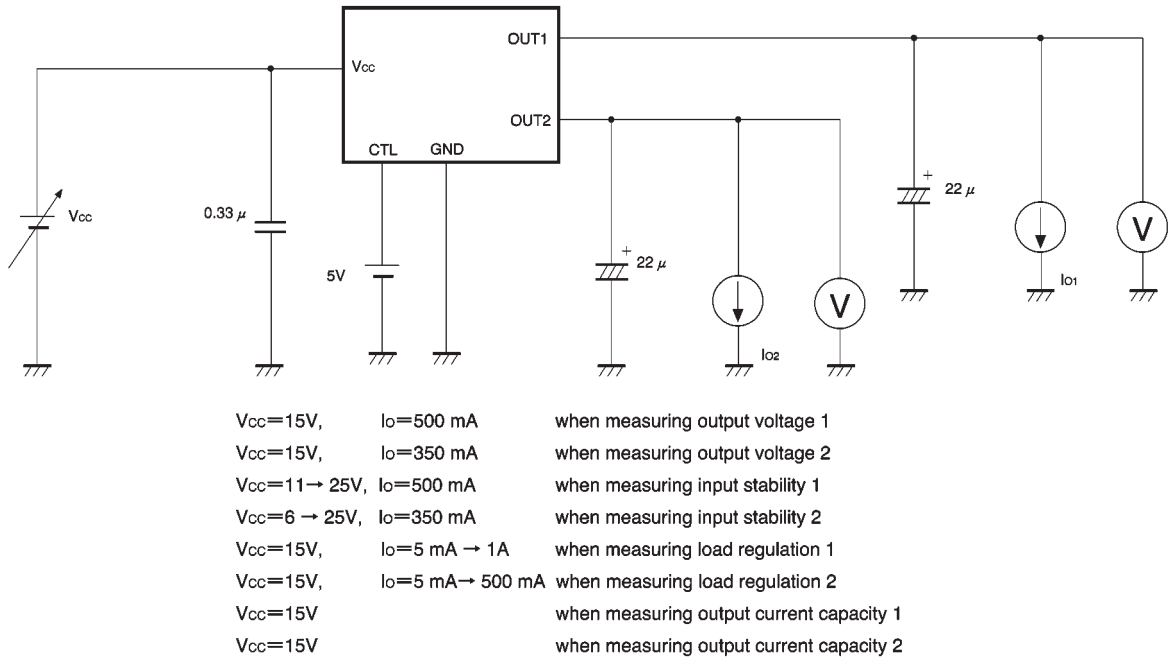 OUT1
Vcc
OUT2
CTL GND
+
22 μ
0.33 μ
Vcc
V
+
22 μ
5V
Io1
V
Io2
Vcc=15V, Io=500 mA when measuring output voltage 1
Vcc=15V, Io=350 mA when measuring output voltage 2
Vcc=11→ 25V, Io=500 mA when measuring input stability 1
Vcc=6 → 25V, Io=350 mA when measuring input stability 2
Vcc=15V, Io=5 mA → 1A when measuring load regulation 1
Vcc=15V, Io=5 mA→ 500 mA when measuring load regulation 2
Vcc=15V when measuring output current capacity 1
Vcc=15V when measuring output current capacity 2